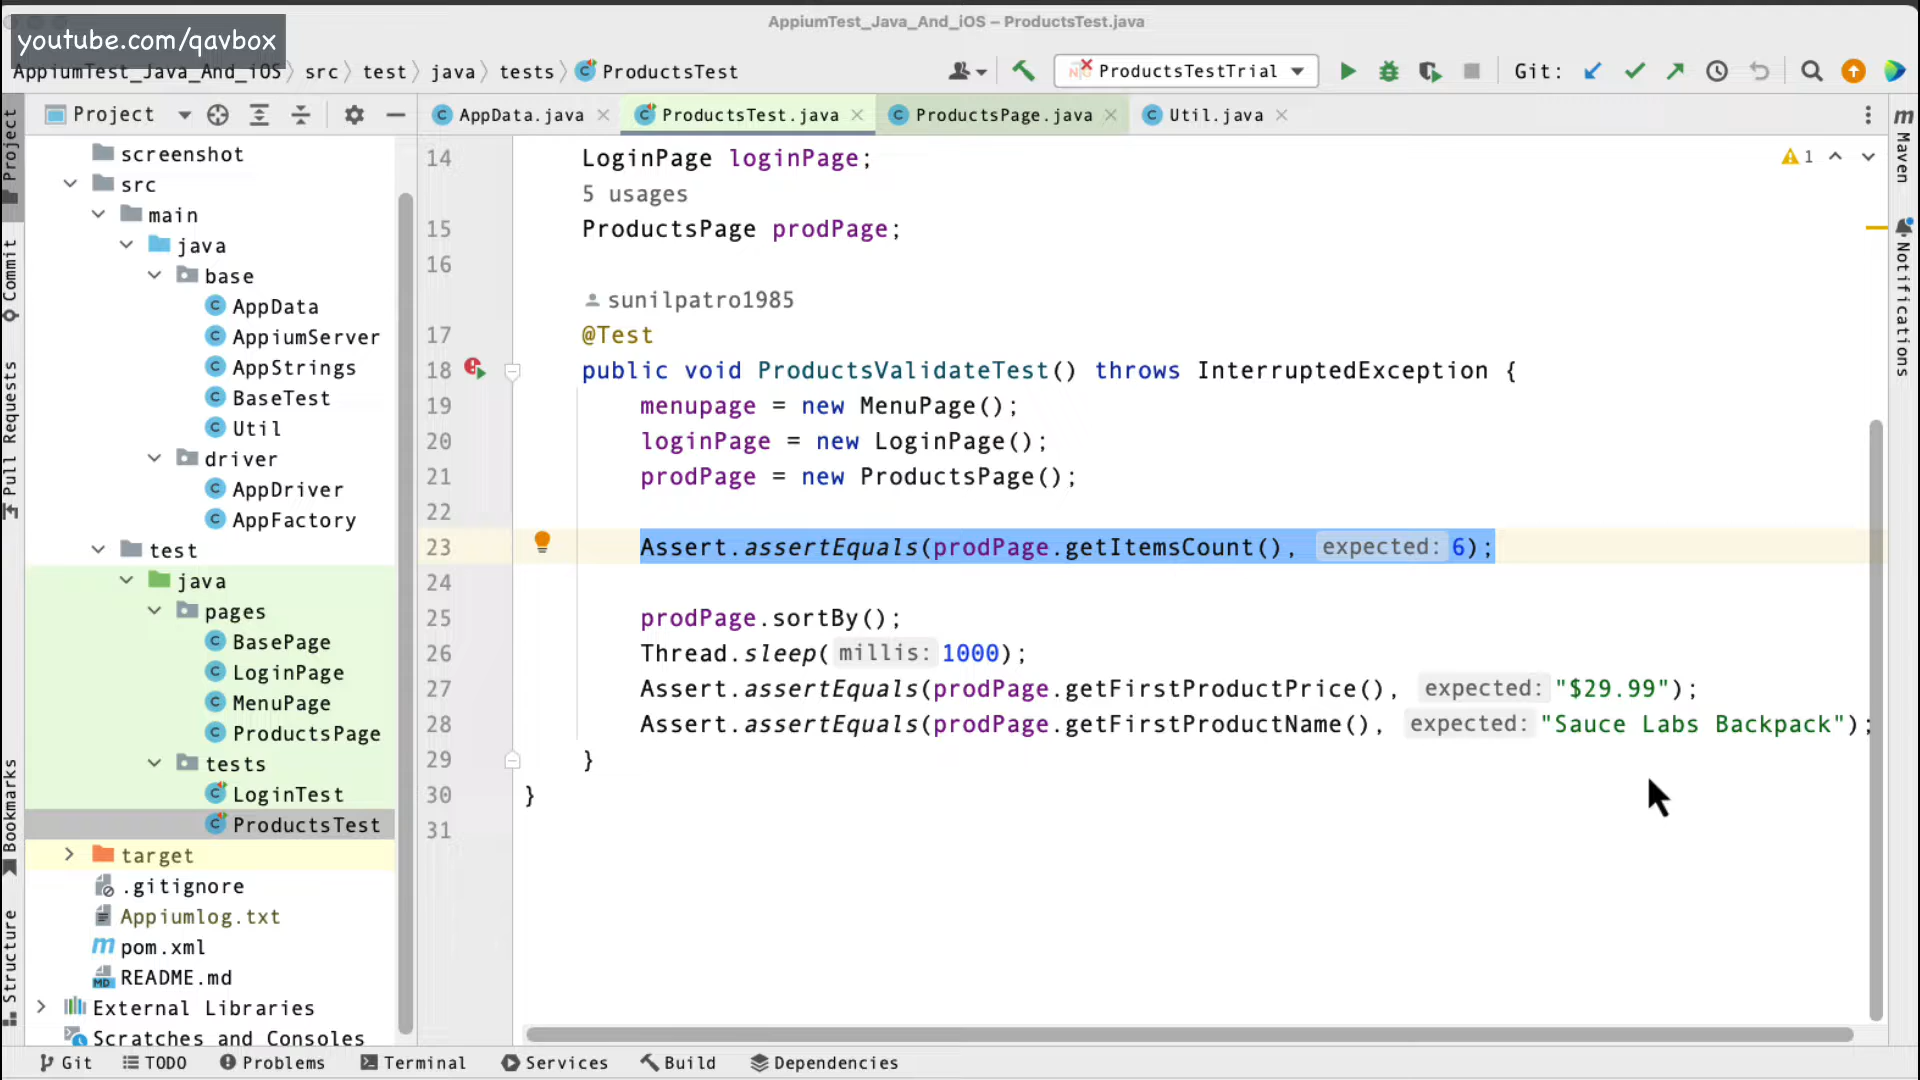 AppiumTest_Java_And_iOS – ProductsTest.java
youtube.com/qavbox
AppiumTest_Java_And_iOS
src
test
java
tests
ProductsTest
ProductsTestTrial
Git:
Project
AppData.java
ProductsTest.java
ProductsPage.java
Util.java
Project
Commit
Pull Requests
Bookmarks
Structure
screenshot
src
main
java
base
AppData
AppiumServer
AppStrings
BaseTest
Util
driver
AppDriver
AppFactory
test
java
pages
BasePage
LoginPage
MenuPage
ProductsPage
tests
LoginTest
ProductsTest
target
.gitignore
Appiumlog.txt
pom.xml
README.md
External Libraries
Scratches and Consoles
14 LoginPage loginPage;
5 usages
15 ProductsPage prodPage;
16
sunilpatro1985
17 @Test
18 public void ProductsValidateTest() throws InterruptedException {
19 menupage = new MenuPage();
20 loginPage = new LoginPage();
21 prodPage = new ProductsPage();
22
23 Assert.assertEquals(prodPage.getItemsCount(), expected: 6);
24
25 prodPage.sortBy();
26 Thread.sleep( millis: 1000);
27 Assert.assertEquals(prodPage.getFirstProductPrice(), expected: "$29.99");
28 Assert.assertEquals(prodPage.getFirstProductName(), expected: "Sauce Labs Backpack");
29 }
30 }
31
1
m
Maven
Notifications
Git
TODO
Problems
Terminal
Services
Build
Dependencies